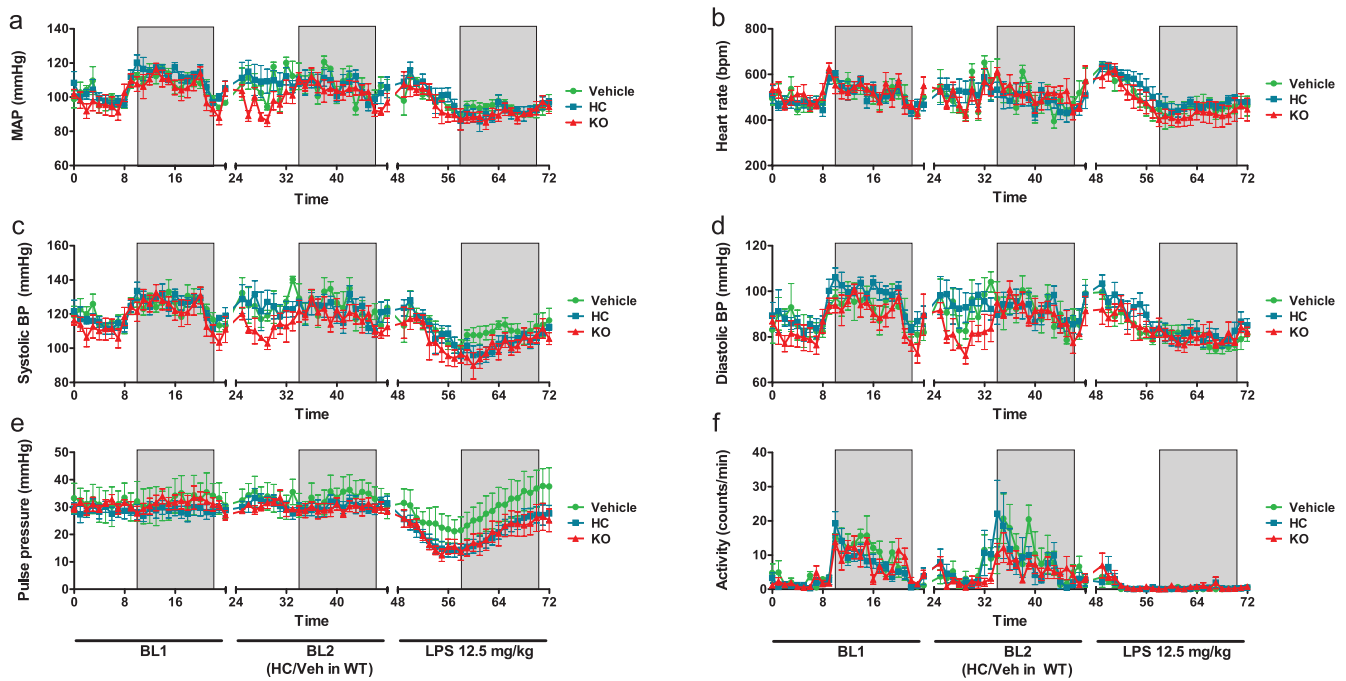 a
MAP (mmHg)
140
120
100
80
60
0 8 16 24 32 40 48 56 64 72
Time
Vehicle
HC
KO
b
Heart rate (bpm)
800
600
400
200
0 8 16 24 32 40 48 56 64 72
Time
Vehicle
HC
KO
c
Systolic BP (mmHg)
160
140
120
100
80
0 8 16 24 32 40 48 56 64 72
Time
Vehicle
HC
KO
d
Diastolic BP (mmHg)
120
100
80
60
0 8 16 24 32 40 48 56 64 72
Time
Vehicle
HC
KO
e
Pulse pressure (mmHg)
50
40
30
20
10
0
0 8 16 24 32 40 48 56 64 72
Time
Vehicle
HC
KO
BL1 BL2 LPS 12.5 mg/kg
(HC/Veh in WT)
f
Activity (counts/min)
40
30
20
10
0
0 8 16 24 32 40 48 56 64 72
Time
Vehicle
HC
KO
BL1 BL2 LPS 12.5 mg/kg
(HC/Veh in WT)